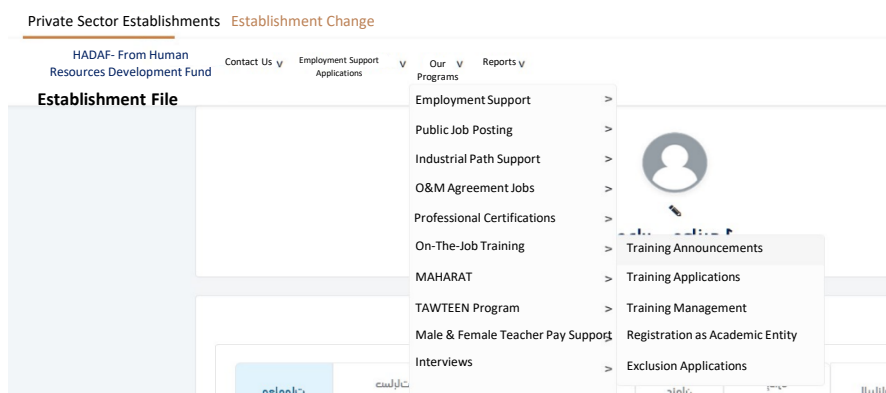 Private Sector Establishments Establishment Change
HADAF- From Human
Resources Development Fund
Contact Us v
Employment Support
Applications v
Our
Programs v
Reports v
Establishment File
Employment Support >
Public Job Posting >
Industrial Path Support >
O&M Agreement Jobs >
Professional Certifications >
On-The-Job Training >
Training Announcements
MAHARAT >
Training Applications
TAWTEEN Program >
Training Management
Male & Female Teacher Pay Support >
Registration as Academic Entity
Interviews >
Exclusion Applications